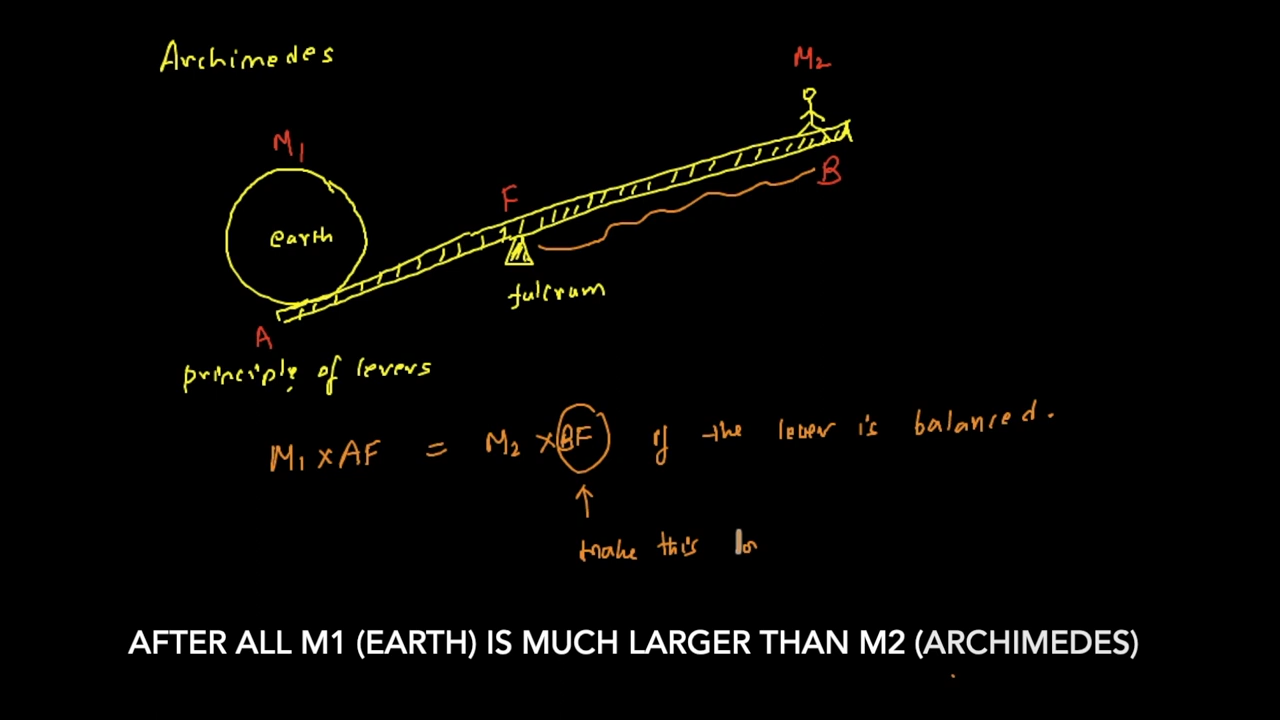 Archimedes
M2
M1
F
B
earth
fulcrum
A
principle of levers
M1 × AF = M2 × BF if the lever is balanced.
make this lon
AFTER ALL M1 (EARTH) IS MUCH LARGER THAN M2 (ARCHIMEDES)